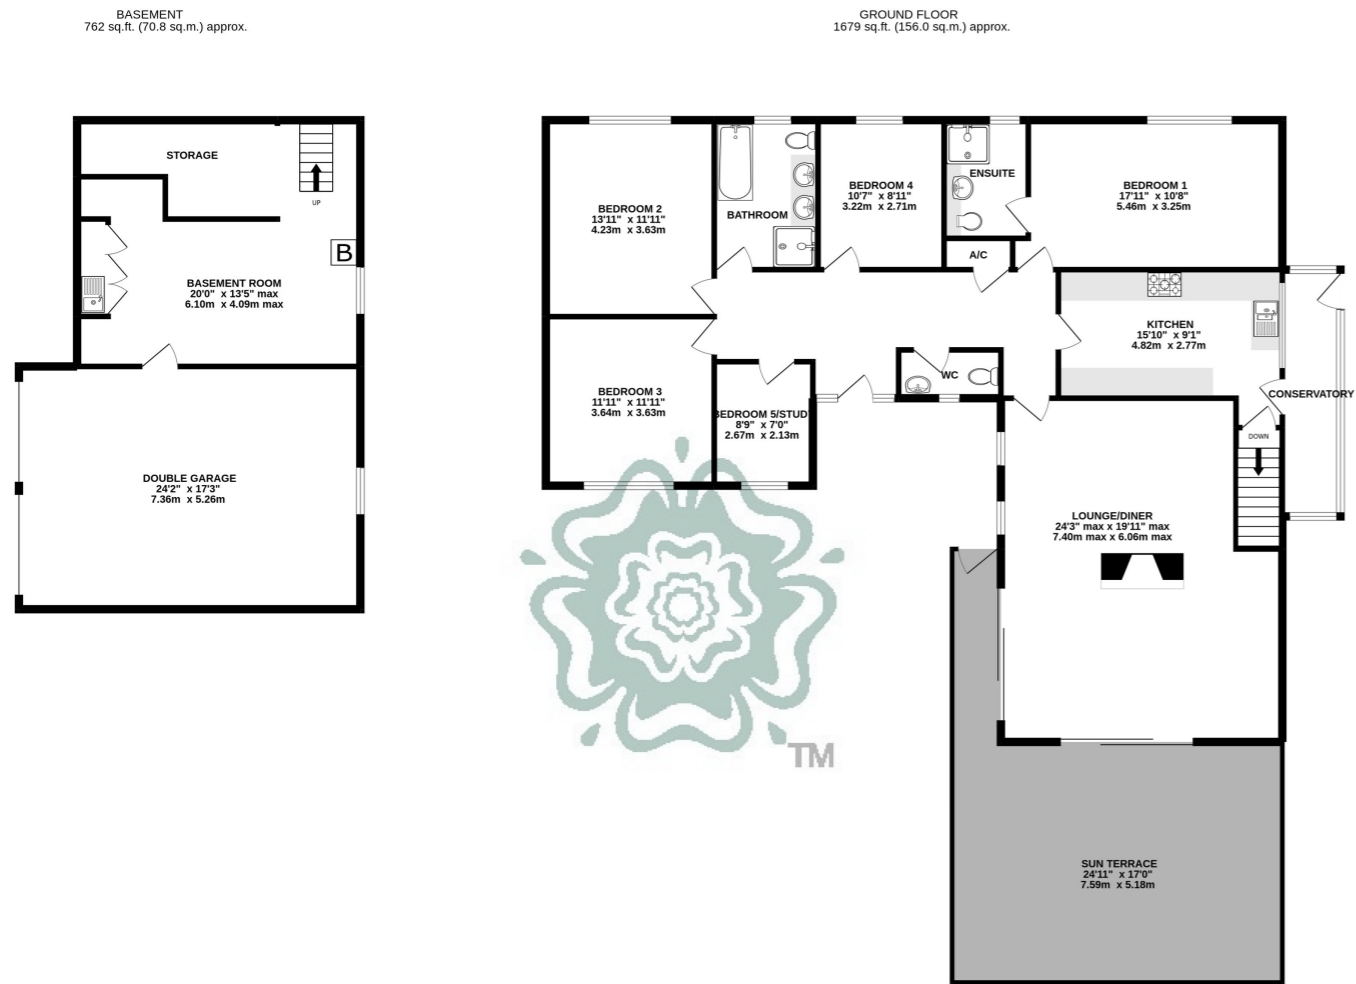 BASEMENT
762 sq.ft. (70.8 sq.m.) approx.
GROUND FLOOR
1679 sq.ft. (156.0 sq.m.) approx.
STORAGE
UP
B
BASEMENT ROOM
20'0" x 13'5" max
6.10m x 4.09m max
DOUBLE GARAGE
24'2" x 17'3"
7.36m x 5.26m
BEDROOM 2
13'11" x 11'11"
4.23m x 3.63m
BATHROOM
BEDROOM 4
10'7" x 8'11"
3.22m x 2.71m
ENSUITE
A/C
BEDROOM 1
17'11" x 10'8"
5.46m x 3.25m
KITCHEN
15'10" x 9'1"
4.82m x 2.77m
CONSERVATORY
BEDROOM 3
11'11" x 11'11"
3.64m x 3.63m
BEDROOM 5/STUD
8'9" x 7'0"
2.67m x 2.13m
WC
DOWN
LOUNGE/DINER
24'3" max x 19'11" max
7.40m max x 6.06m max
TM
SUN TERRACE
24'11" x 17'0"
7.59m x 5.18m